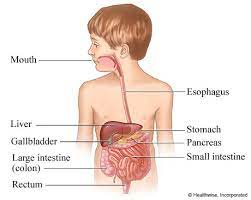 Mouth
Esophagus
Liver
Gallbladder
Large intestine
(colon)
Rectum
Stomach
Pancreas
Small intestine
© Healthwise, Incorporated